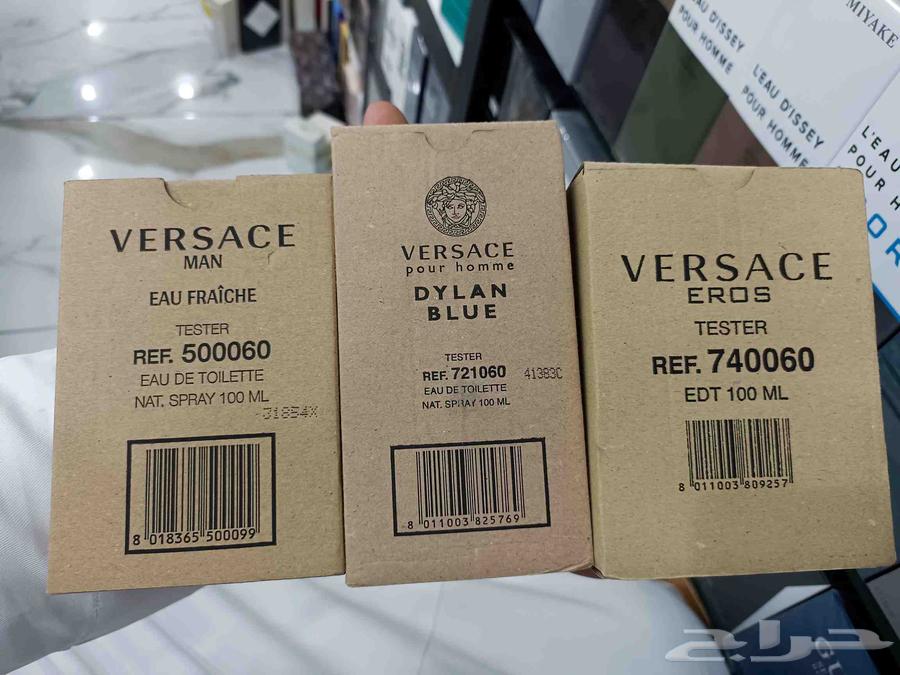 VERSACE
MAN
EAU FRAÎCHE
TESTER
REF. 500060
EAU DE TOILETTE
NAT. SPRAY 100 ML
8 018365 500099
VERSACE
pour homme
DYLAN
BLUE
TESTER
REF. 721060
41383C
EAU DE TOILETTE
NAT. SPRAY 100 ML
8 011003 825769
VERSACE
EROS
TESTER
REF. 740060
EDT 100 ML
8 011003 809257
MIYAKE
EAU D'ISSEY
POUR HOMME
L'EAU D'ISSEY
POUR HOMME
L'EAU
POUR H
حراج